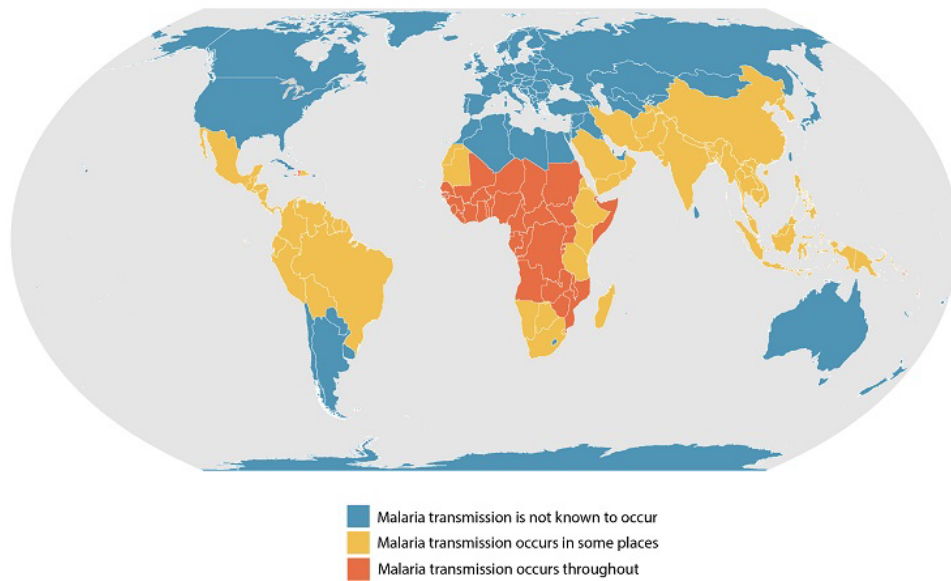 Malaria transmission is not known to occur
Malaria transmission occurs in some places
Malaria transmission occurs throughout